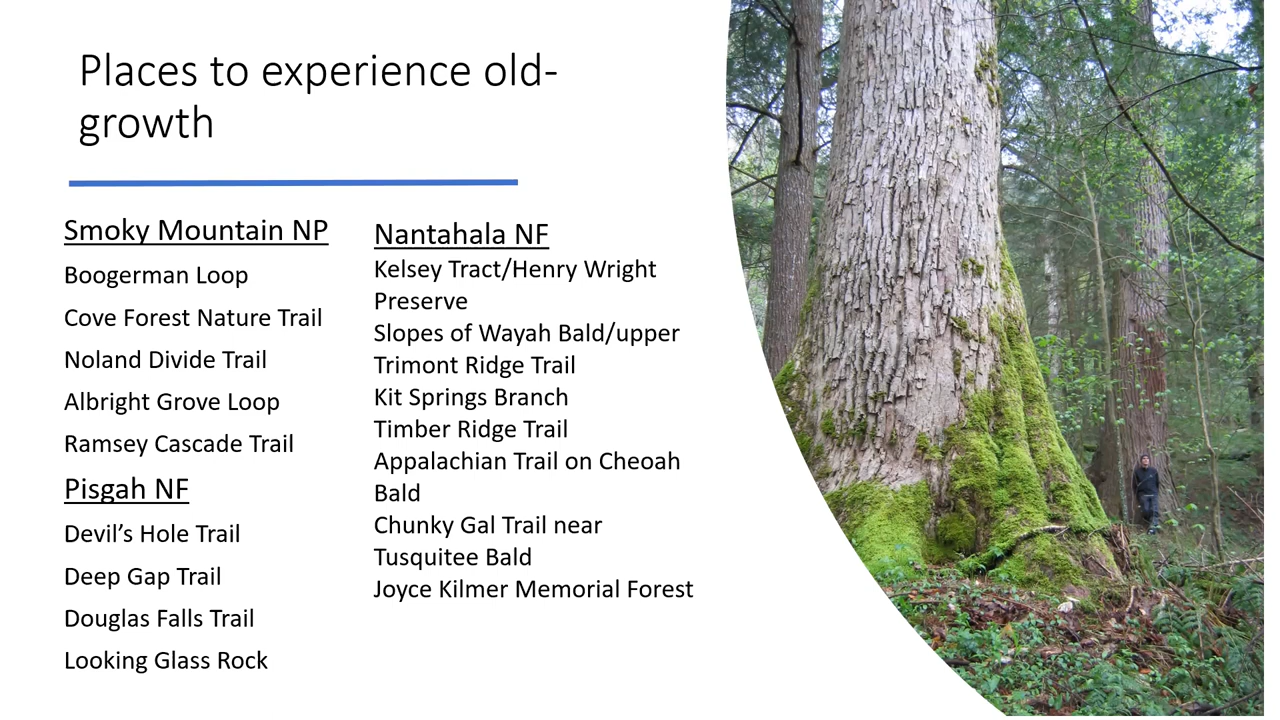 Places to experience old-
growth
Smoky Mountain NP
Boogerman Loop
Cove Forest Nature Trail
Noland Divide Trail
Albright Grove Loop
Ramsey Cascade Trail
Pisgah NF
Devil’s Hole Trail
Deep Gap Trail
Douglas Falls Trail
Looking Glass Rock
Nantahala NF
Kelsey Tract/Henry Wright
Preserve
Slopes of Wayah Bald/upper
Trimont Ridge Trail
Kit Springs Branch
Timber Ridge Trail
Appalachian Trail on Cheoah
Bald
Chunky Gal Trail near
Tusquitee Bald
Joyce Kilmer Memorial Forest